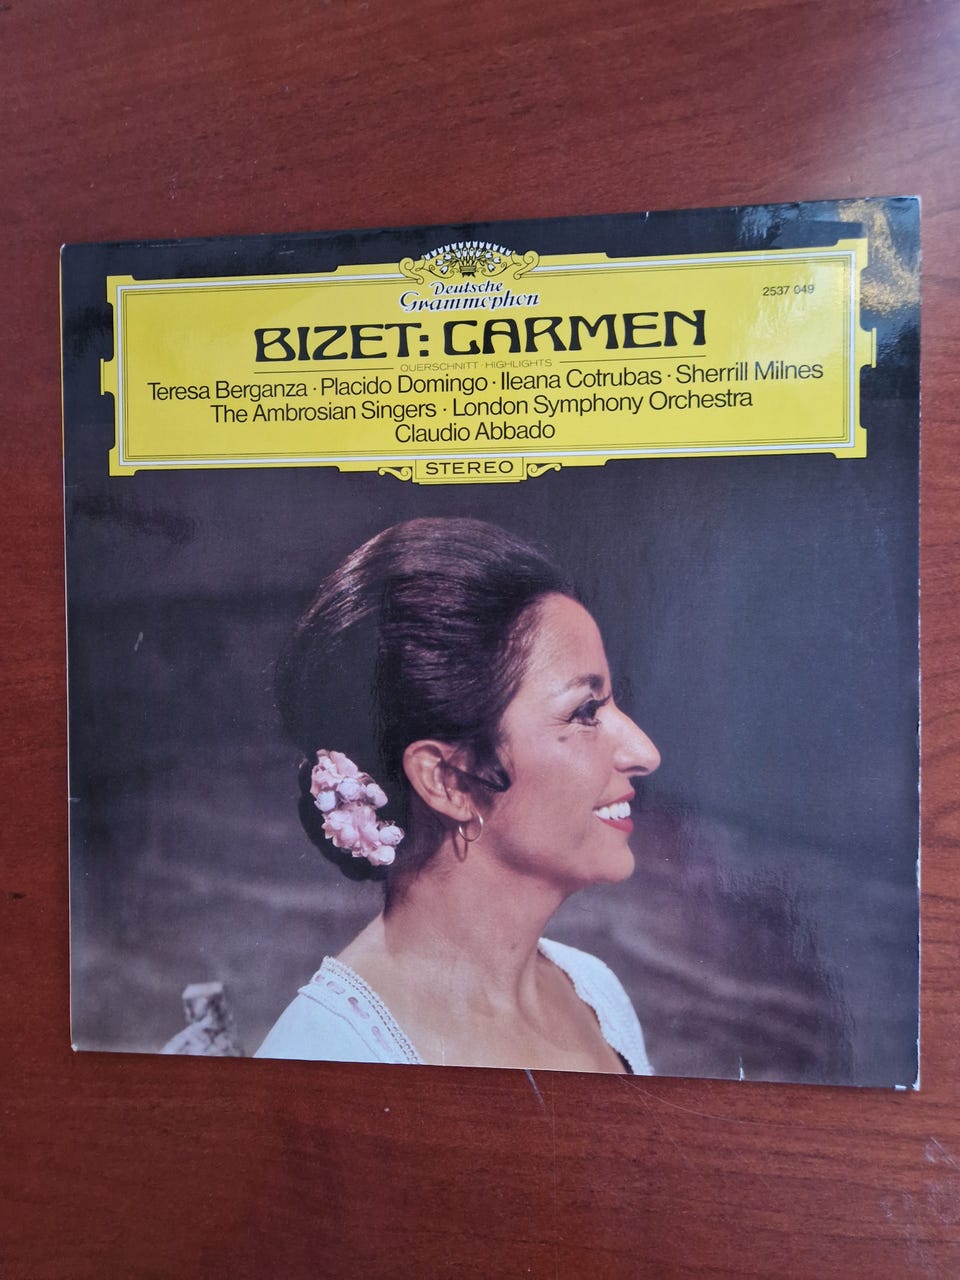 Deutsche
Grammophon
2537 049
BIZET: CARMEN
QUERSCHNITT · HIGHLIGHTS
Teresa Berganza · Placido Domingo · Ileana Cotrubas · Sherrill Milnes
The Ambrosian Singers · London Symphony Orchestra
Claudio Abbado
STEREO